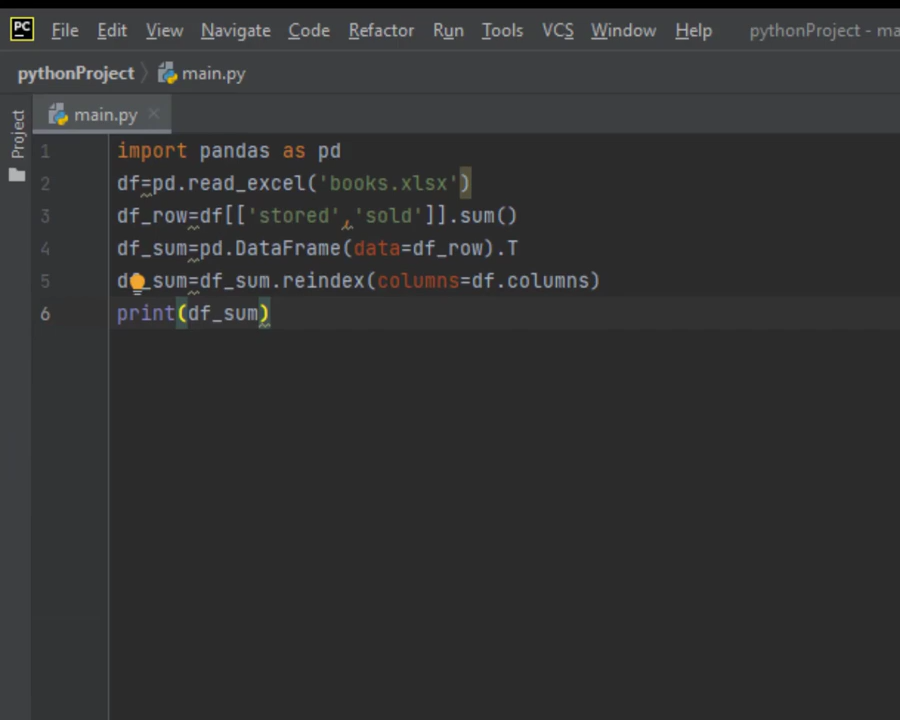 PC File Edit View Navigate Code Refactor Run Tools VCS Window Help pythonProject -
pythonProject main.py
Project
main.py
1 import pandas as pd
2 df=pd.read_excel('books.xlsx')
3 df_row=df[['stored','sold']].sum()
4 df_sum=pd.DataFrame(data=df_row).T
5 d_sum=df_sum.reindex(columns=df.columns)
6 print(df_sum)